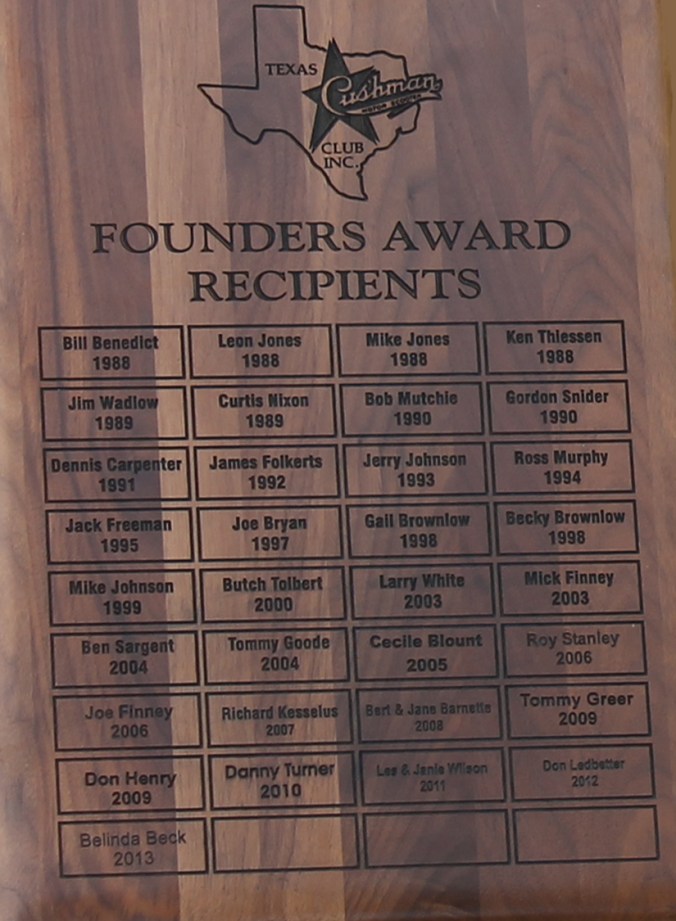 TEXAS
Cushman
MOTOR SCOOTER
CLUB
INC.
FOUNDERS AWARD
RECIPIENTS
Bill Benedict
1988
Leon Jones
1988
Mike Jones
1988
Ken Thiessen
1988
Jim Wadlow
1989
Curtis Nixon
1989
Bob Mutchie
1990
Gordon Snider
1990
Dennis Carpenter
1991
James Folkerts
1992
Jerry Johnson
1993
Ross Murphy
1994
Jack Freeman
1995
Joe Bryan
1997
Gail Brownlow
1998
Becky Brownlow
1998
Mike Johnson
1999
Butch Tolbert
2000
Larry White
2003
Mick Finney
2003
Ben Sargent
2004
Tommy Goode
2004
Cecile Blount
2005
Roy Stanley
2006
Joe Finney
2006
Richard Kesselus
2007
Bert & Jane Barnette
2008
Tommy Greer
2009
Don Henry
2009
Danny Turner
2010
Les & Janie Wilson
2011
Don Ledbetter
2012
Belinda Beck
2013